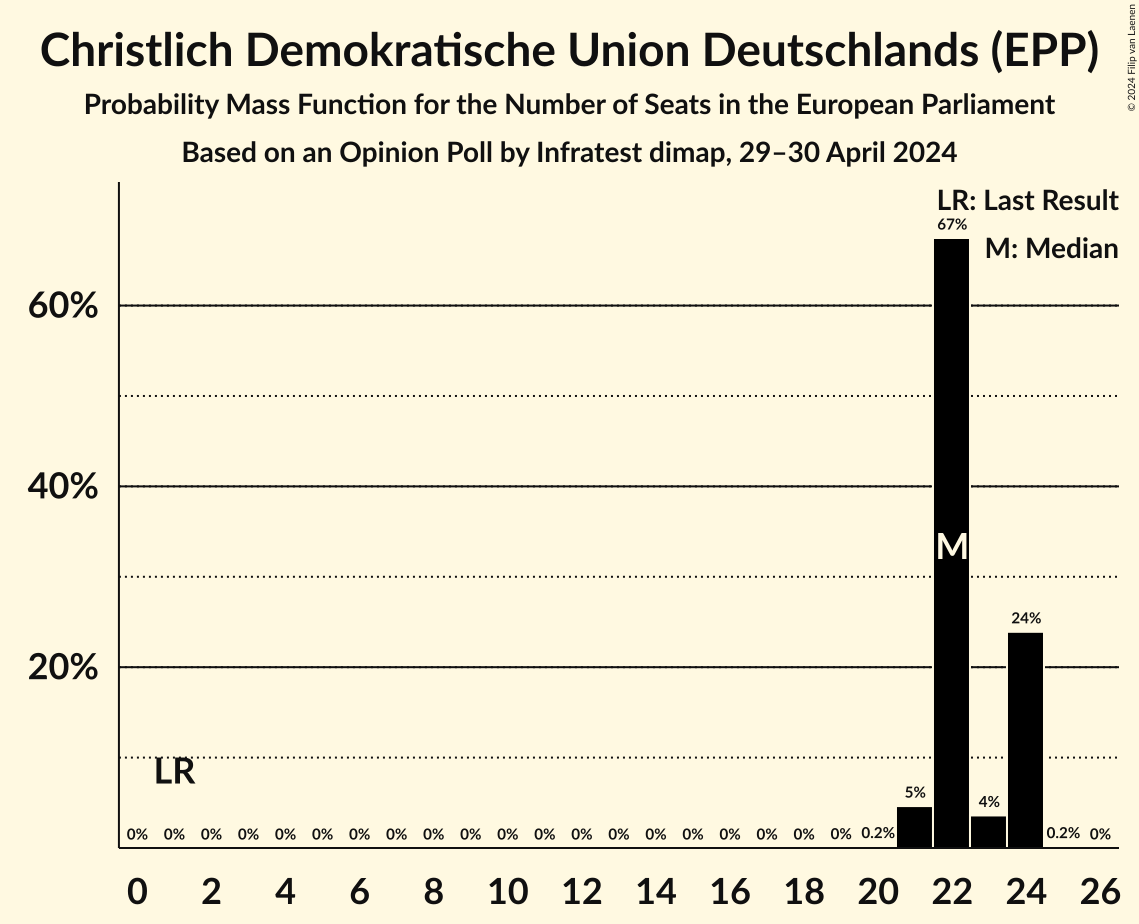 Christlich Demokratische Union Deutschlands (EPP)
Probability Mass Function for the Number of Seats in the European Parliament
Based on an Opinion Poll by Infratest dimap, 29–30 April 2024
© 2024 Filip van Laenen
LR: Last Result
67%
M: Median
60%
40%
M
24%
20%
LR
5%
4%
0% 0% 0% 0% 0% 0% 0% 0% 0% 0% 0% 0% 0% 0% 0% 0% 0% 0% 0% 0% 0.2% 0.2% 0%
0 2 4 6 8 10 12 14 16 18 20 22 24 26